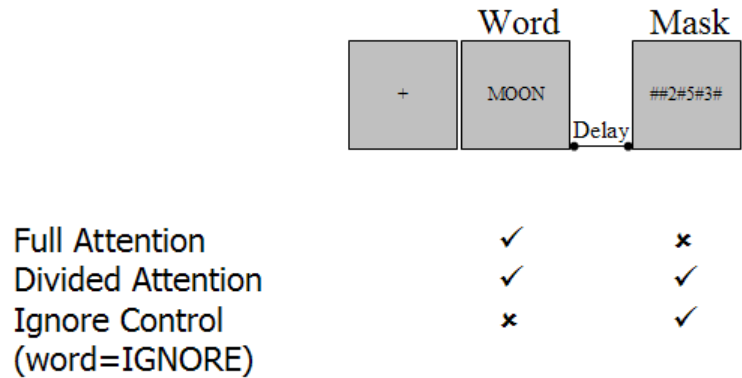 Word Mask
+ MOON ##2#5#3#
Delay
Full Attention ✓ ×
Divided Attention ✓ ✓
Ignore Control × ✓
(word=IGNORE)